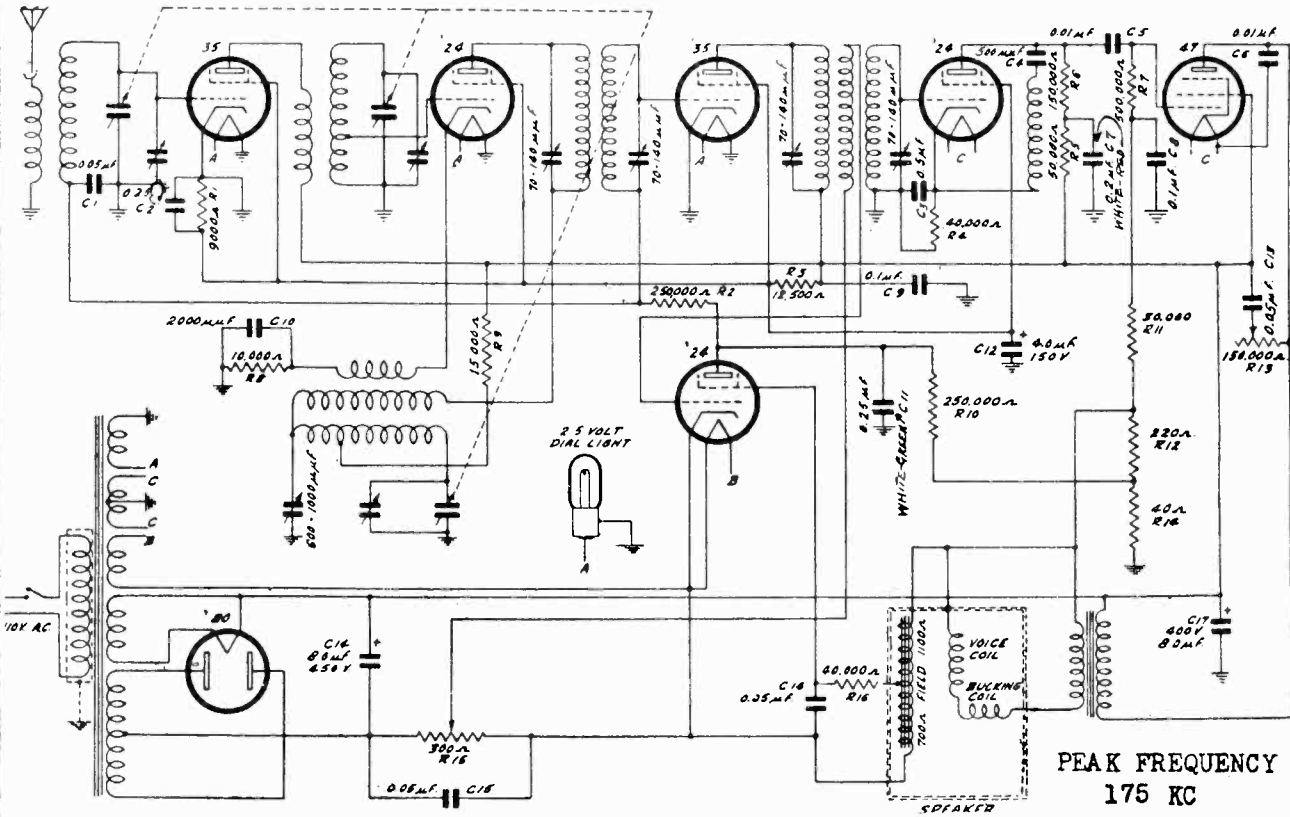 35
24
35
24
47
0.01μF C5
0.01μF
C6
500μμF
C4
150,000Ω
R6
500,000Ω
R7
50,000Ω
R5
0.2μF C7
WHITE-RED
0.1μF C8
0.05μF
C1
0.25
C2
9000Ω R1
A
A
A
C
C
70-140μμF
70-140μμF
70-140μμF
70-140μμF
0.5μF
C3
40,000Ω
R4
R3
12,500Ω
0.1μF
C9
250,000Ω R2
2000μμF C10
10,000Ω
R8
15000Ω
R9
'24
B
C12
4.0μF
150V
0.25μF
C11
WHITE-GREEN
250,000Ω
R10
50,000
R11
220Ω
R12
40Ω
R14
0.05μF. C13
150,000Ω
R13
600-1000μμF
2.5 VOLT
DIAL LIGHT
A
A
C
C
B
110V. A.C.
'80
C14
8.0μF
450V
300Ω
R15
0.05μF C15
40,000Ω
R16
C16
0.25μF
700Ω FIELD 1100Ω
VOICE
COIL
BUCKING
COIL
SPEAKER
C17
400V
8.0μF
PEAK FREQUENCY
175 KC